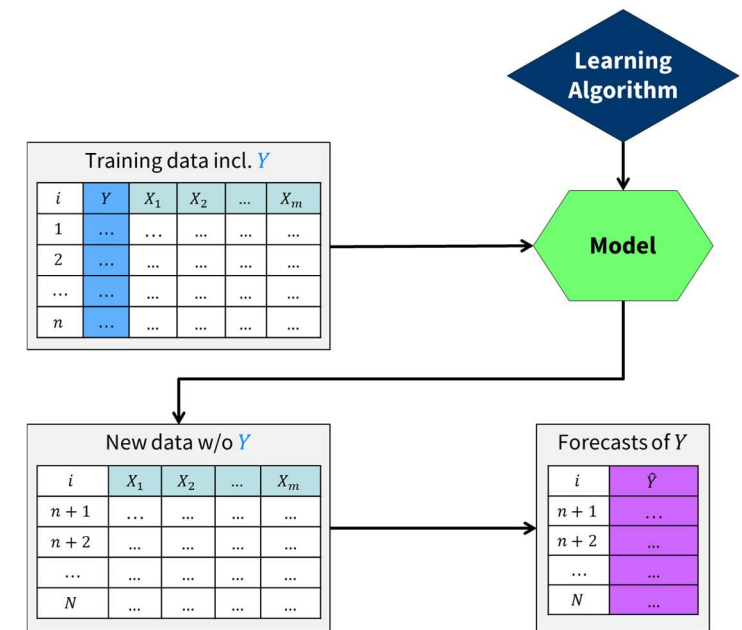 Learning
Algorithm
Training data incl. Y
i Y X₁ X₂ ... Xₘ
1 ... ... ... ... ...
2 ... ... ... ... ...
... ... ... ... ... ...
n ... ... ... ... ...
Model
New data w/o Y
i X₁ X₂ ... Xₘ
n + 1 ... ... ... ...
n + 2 ... ... ... ...
... ... ... ... ...
N ... ... ... ...
Forecasts of Y
i Ŷ
n + 1 ...
n + 2 ...
... ...
N ...